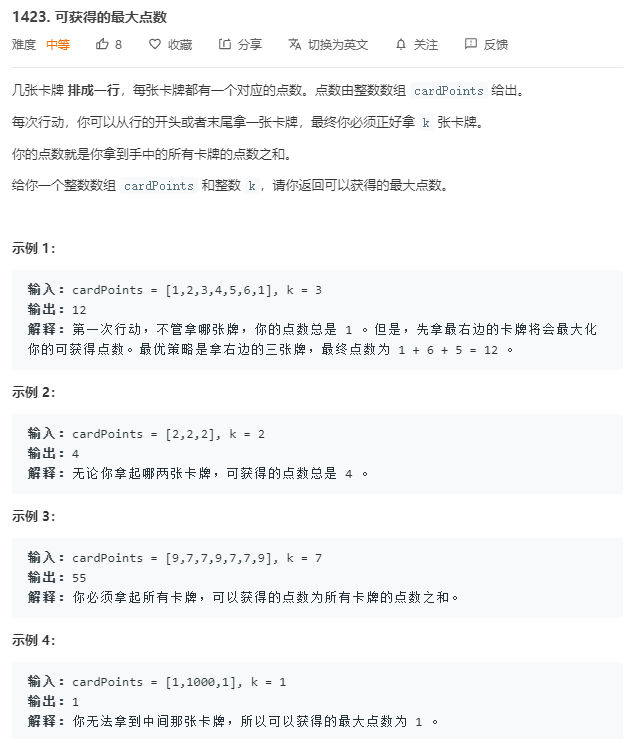 1423. 可获得的最大点数
难度 中等 8 收藏 分享 切换为英文 关注 反馈
几张卡牌 排成一行，每张卡牌都有一个对应的点数。点数由整数数组 cardPoints 给出。
每次行动，你可以从行的开头或者末尾拿一张卡牌，最终你必须正好拿 k 张卡牌。
你的点数就是你拿到手中的所有卡牌的点数之和。
给你一个整数数组 cardPoints 和整数 k，请你返回可以获得的最大点数。
示例 1：
输入：cardPoints = [1,2,3,4,5,6,1], k = 3
输出：12
解释：第一次行动，不管拿哪张牌，你的点数总是 1 。但是，先拿最右边的卡牌将会最大化
你的可获得点数。最优策略是拿右边的三张牌，最终点数为 1 + 6 + 5 = 12 。
示例 2：
输入：cardPoints = [2,2,2], k = 2
输出：4
解释：无论你拿起哪两张卡牌，可获得的点数总是 4 。
示例 3：
输入：cardPoints = [9,7,7,9,7,7,9], k = 7
输出：55
解释：你必须拿起所有卡牌，可以获得的点数为所有卡牌的点数之和。
示例 4：
输入：cardPoints = [1,1000,1], k = 1
输出：1
解释：你无法拿到中间那张卡牌，所以可以获得的最大点数为 1 。